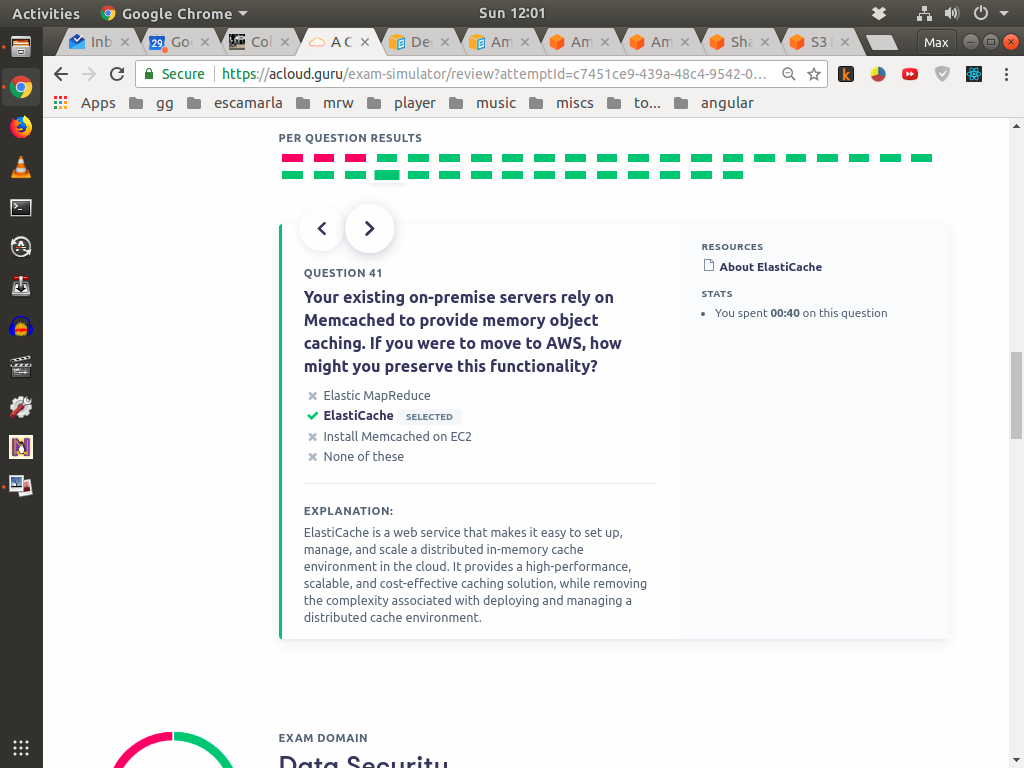 Activities Google Chrome Sun 12:01
Inb Goo Col A C De Am Am Am Sha S3 Max
Secure https://acloud.guru/exam-simulator/review?attemptId=c7451ce9-439a-48c4-9542-0...
Apps gg escamarla mrw player music miscs to... angular
PER QUESTION RESULTS
QUESTION 41
Your existing on-premise servers rely on
Memcached to provide memory object
caching. If you were to move to AWS, how
might you preserve this functionality?
Elastic MapReduce
ElastiCache SELECTED
Install Memcached on EC2
None of these
EXPLANATION:
ElastiCache is a web service that makes it easy to set up,
manage, and scale a distributed in-memory cache
environment in the cloud. It provides a high-performance,
scalable, and cost-effective caching solution, while removing
the complexity associated with deploying and managing a
distributed cache environment.
RESOURCES
About ElastiCache
STATS
You spent 00:40 on this question
EXAM DOMAIN
Data Security